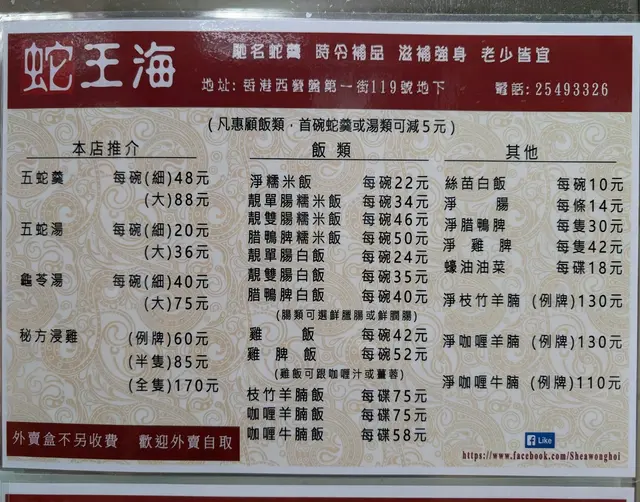 蛇王海
馳名蛇羹 時令補品 滋補強身 老少皆宜
地址: 香港西營盤第一街119號地下 電話: 25493326
(凡惠顧飯類，首碗蛇羹或湯類可減5元)
本店推介
五蛇羹 每碗(細)48元
(大)88元
五蛇湯 每碗(細)20元
(大)36元
龜苓湯 每碗(細)40元
(大)75元
秘方浸雞 (例牌)60元
(半隻)85元
(全隻)170元
外賣盒不另收費 歡迎外賣自取
飯類
淨糯米飯 每碗22元
靚單腸糯米飯 每碗34元
靚雙腸糯米飯 每碗46元
腊鴨脾糯米飯 每碗50元
靚單腸白飯 每碗24元
靚雙腸白飯 每碗35元
腊鴨脾白飯 每碗40元
(腸類可選鮮膶腸或鮮膶腸)
雞飯 每碗42元
雞脾飯 每碗52元
(雞飯可跟咖喱汁或薑蓉)
枝竹羊腩飯 每碟75元
咖喱羊腩飯 每碟75元
咖喱牛腩飯 每碟58元
其他
絲苗白飯 每碗10元
淨腸 每條14元
淨腊鴨脾 每隻30元
淨雞脾 每隻42元
蠔油油菜 每碟18元
淨枝竹羊腩 (例牌)130元
淨咖喱羊腩 (例牌)130元
淨咖喱牛腩 (例牌)110元
Like
https://www.facebook.com/Sheawonghoi